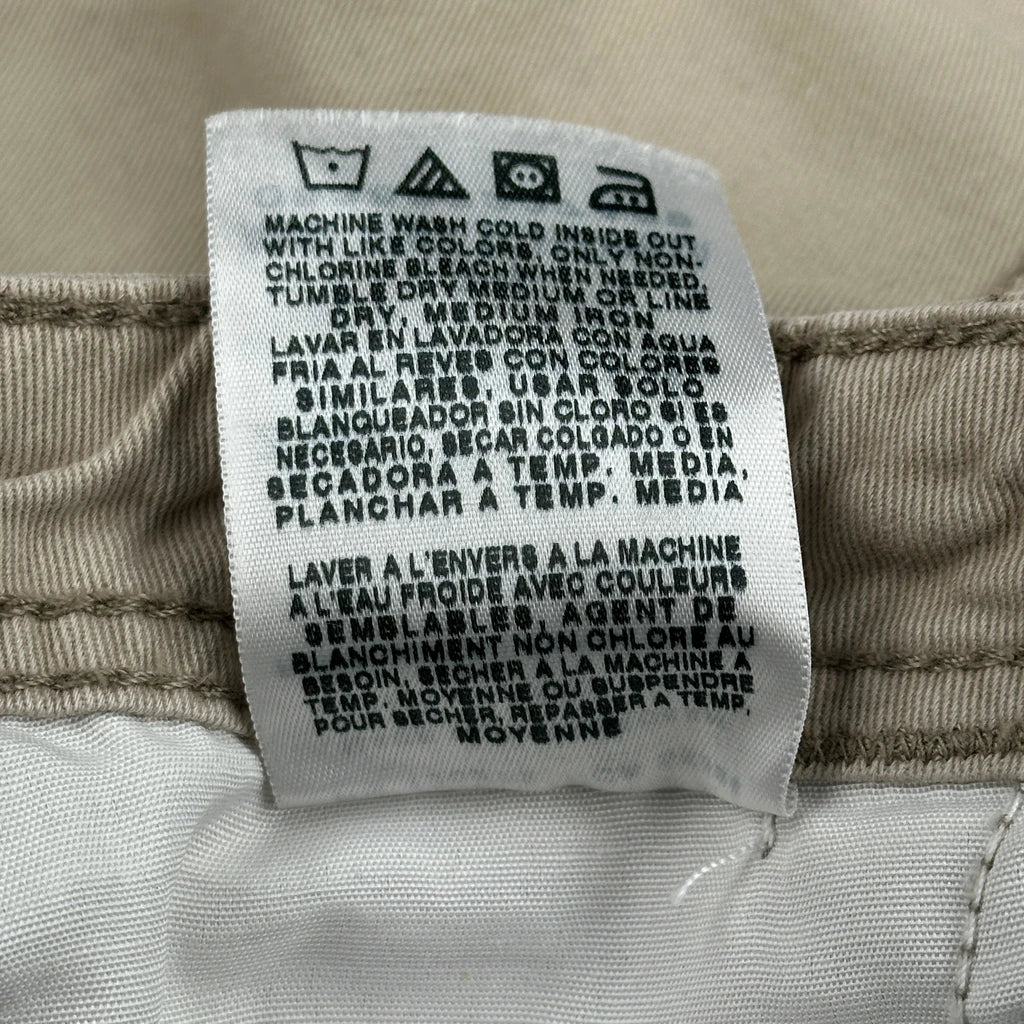 MACHINE WASH COLD INSIDE OUT
WITH LIKE COLORS, ONLY NON-
CHLORINE BLEACH WHEN NEEDED,
TUMBLE DRY MEDIUM OR LINE
DRY, MEDIUM IRON
LAVAR EN LAVADORA CON AGUA
FRIA AL REVES CON COLORES
SIMILARES, USAR SOLO
BLANQUEADOR SIN CLORO SI ES
NECESARIO, SECAR COLGADO O EN
SECADORA A TEMP. MEDIA,
PLANCHAR A TEMP. MEDIA
LAVER A L'ENVERS A LA MACHINE
A L'EAU FROIDE AVEC COULEURS
SEMBLABLES, AGENT DE
BLANCHIMENT NON CHLORE AU
BESOIN, SECHER A LA MACHINE A
TEMP. MOYENNE OU SUSPENDRE
POUR SECHER, REPASSER A TEMP.
MOYENNE